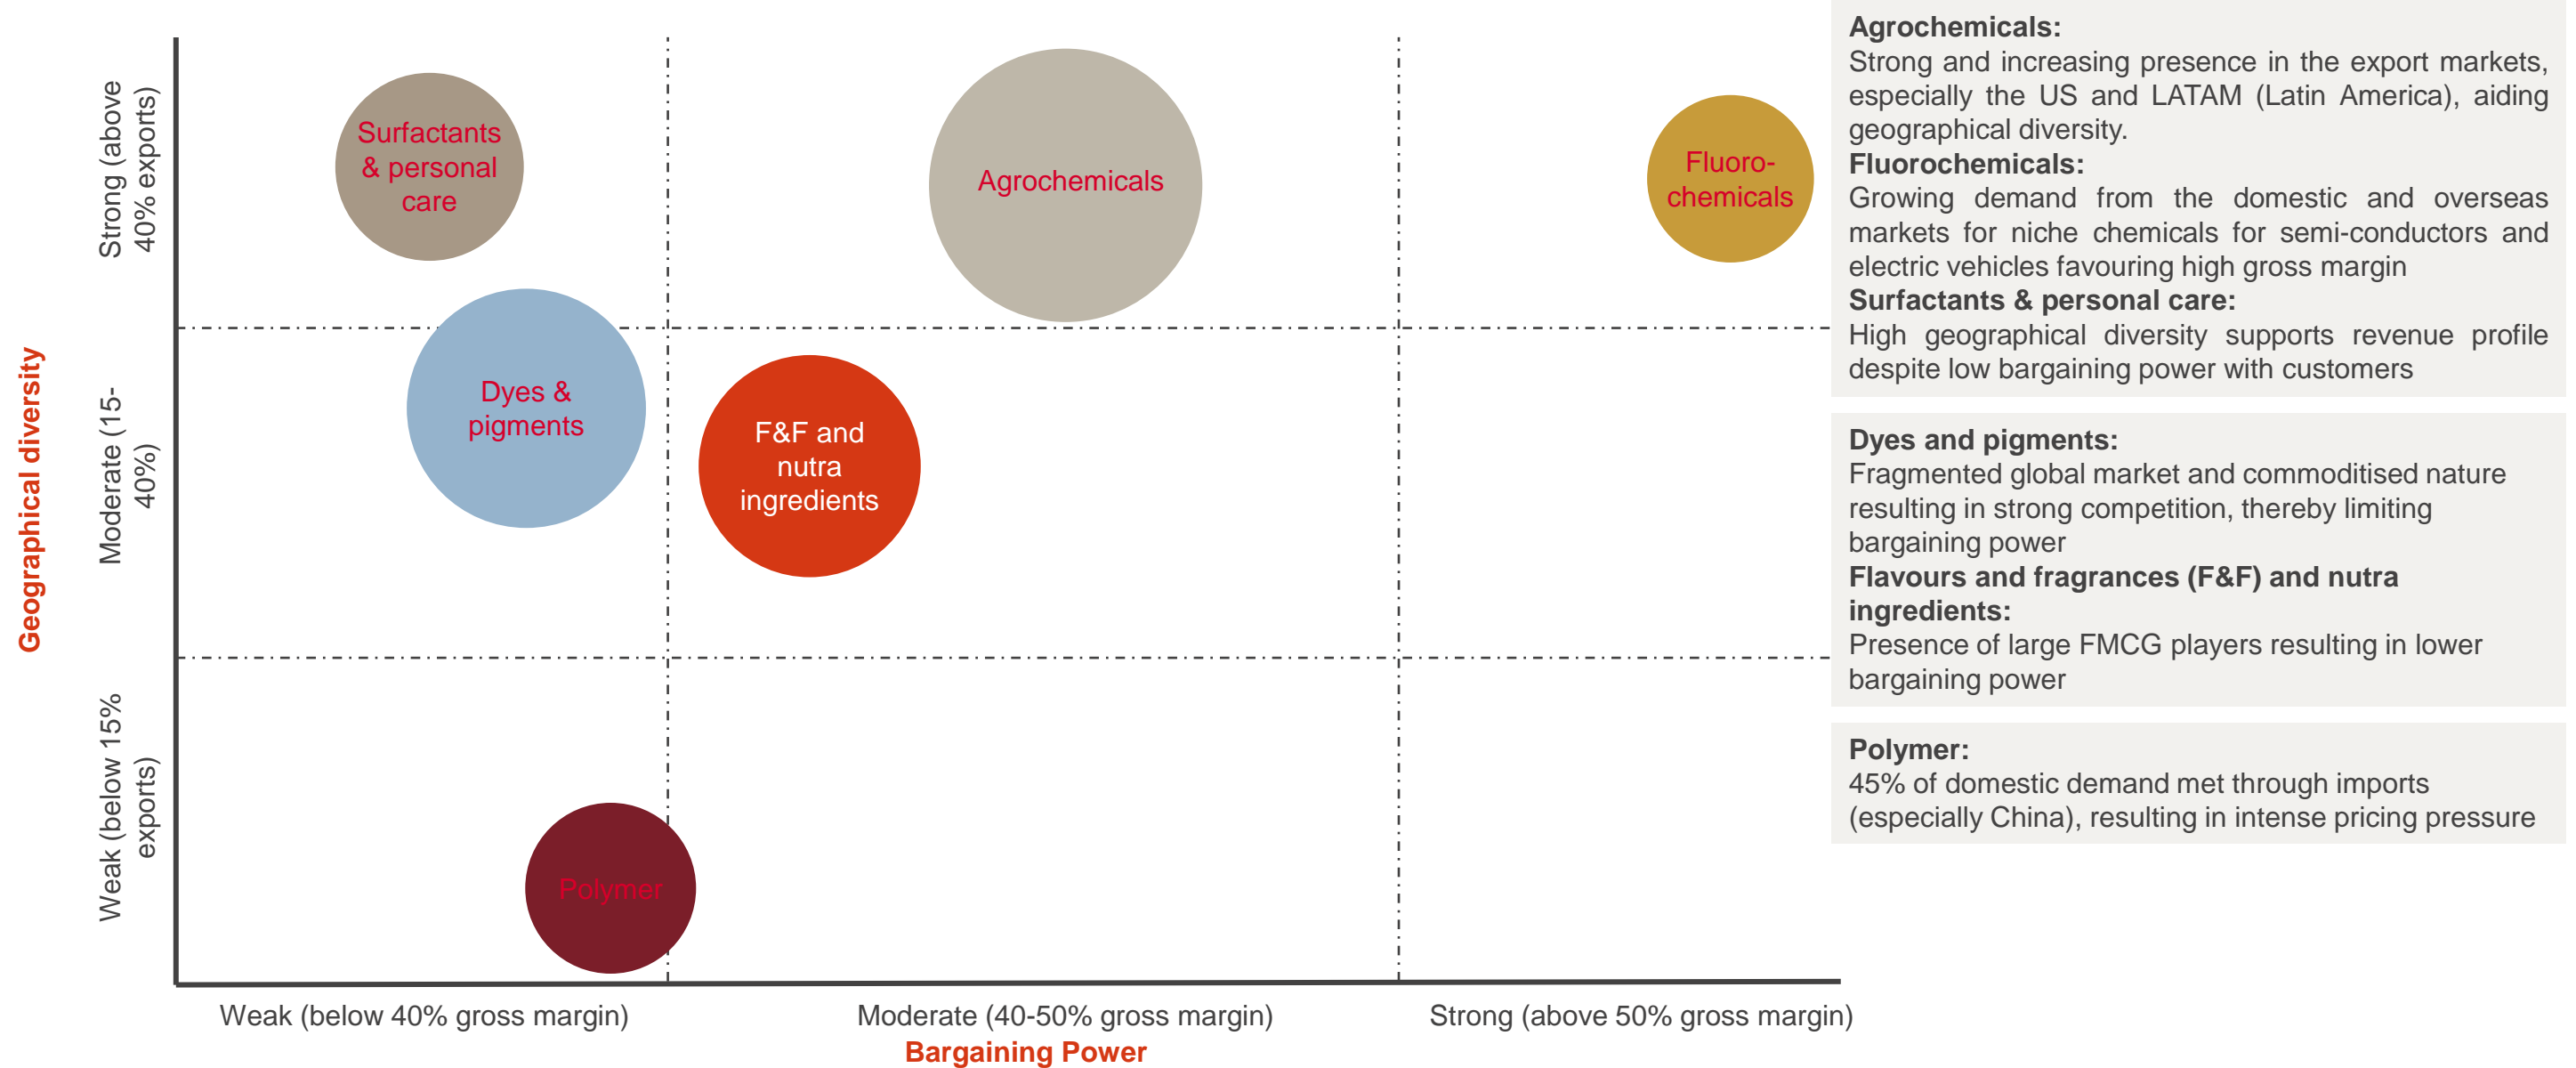 Geographical diversity
Strong (above
40% exports)
Moderate (15-
40%)
Weak (below 15%
exports)
Surfactants
& personal
care
Agrochemicals
Fluoro-
chemicals
Dyes &
pigments
F&F and
nutra
ingredients
Polymer
Weak (below 40% gross margin)
Moderate (40-50% gross margin)
Strong (above 50% gross margin)
Bargaining Power
Agrochemicals:
Strong and increasing presence in the export markets,
especially the US and LATAM (Latin America), aiding
geographical diversity.
Fluorochemicals:
Growing demand from the domestic and overseas
markets for niche chemicals for semi-conductors and
electric vehicles favouring high gross margin
Surfactants & personal care:
High geographical diversity supports revenue profile
despite low bargaining power with customers
Dyes and pigments:
Fragmented global market and commoditised nature
resulting in strong competition, thereby limiting
bargaining power
Flavours and fragrances (F&F) and nutra
ingredients:
Presence of large FMCG players resulting in lower
bargaining power
Polymer:
45% of domestic demand met through imports
(especially China), resulting in intense pricing pressure